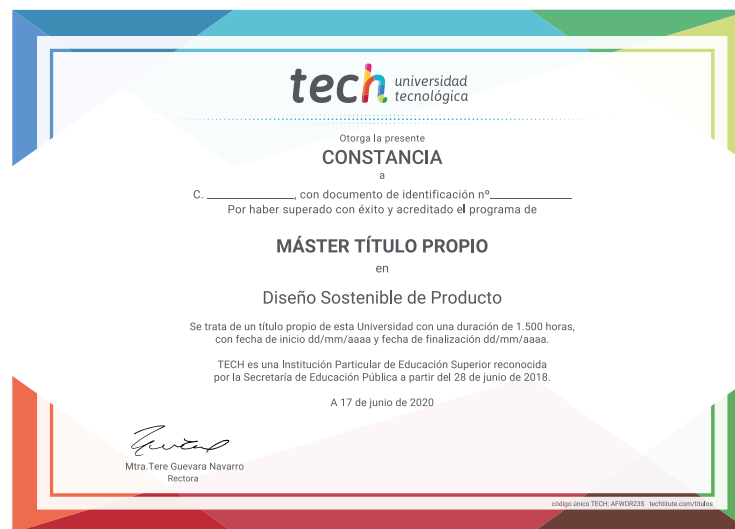 tech universidad
tecnológica
Otorga la presente
CONSTANCIA
a
C. ______________, con documento de identificación nº______________
Por haber superado con éxito y acreditado el programa de
MÁSTER TÍTULO PROPIO
en
Diseño Sostenible de Producto
Se trata de un título propio de esta Universidad con una duración de 1.500 horas,
con fecha de inicio dd/mm/aaaa y fecha de finalización dd/mm/aaaa.
TECH es una Institución Particular de Educación Superior reconocida
por la Secretaría de Educación Pública a partir del 28 de junio de 2018.
A 17 de junio de 2020
Mtra.Tere Guevara Navarro
Rectora
código único TECH: AFWOR23S techtitute.com/títulos